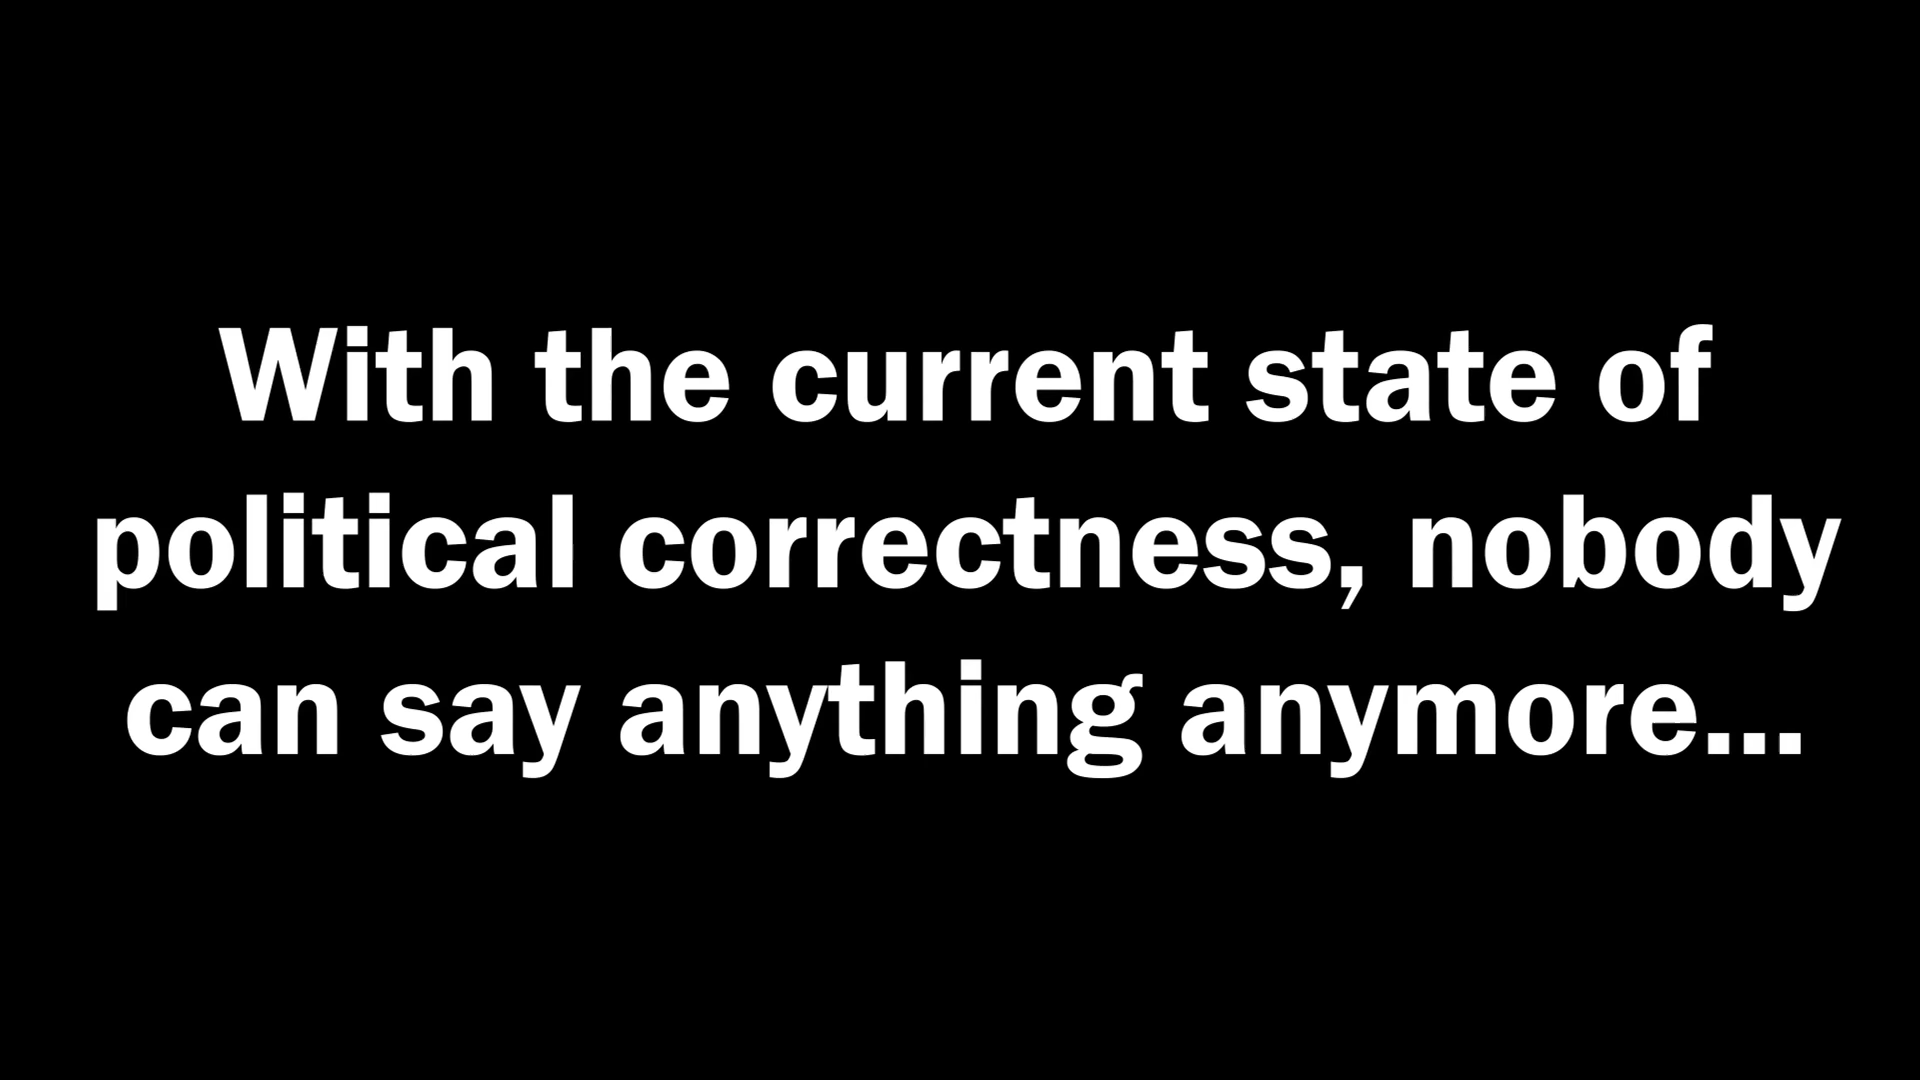 With the current state of
political correctness, nobody
can say anything anymore...